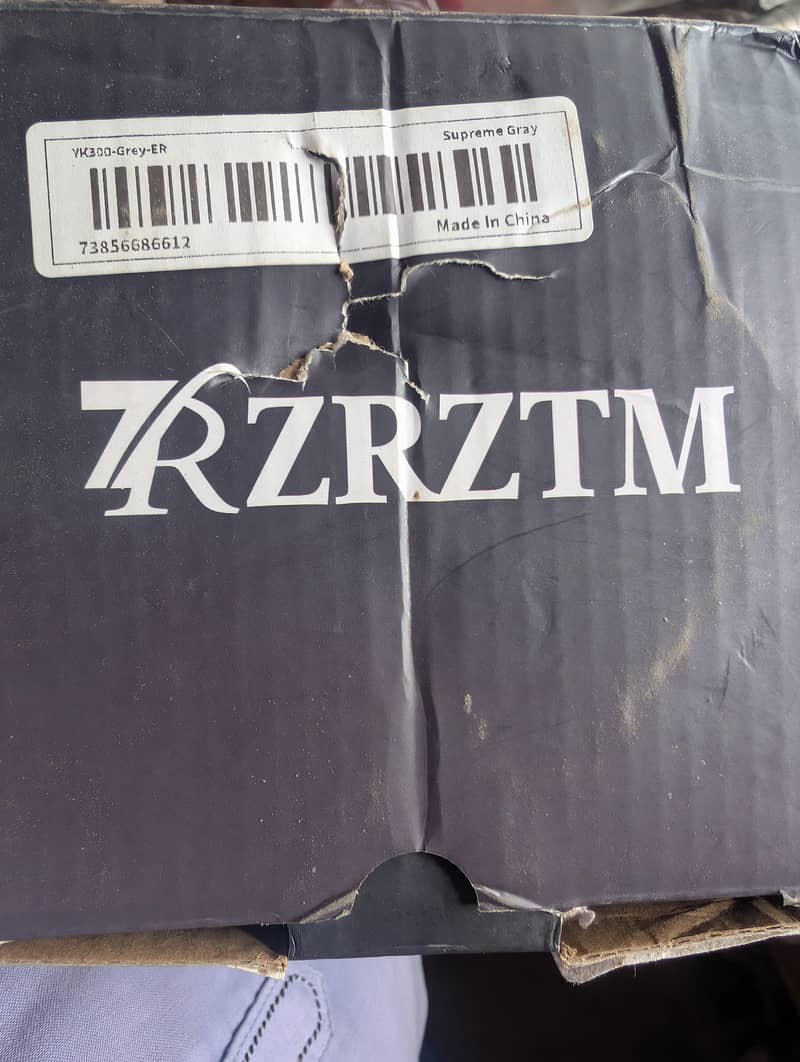 YK300-Grey-ER
Supreme Gray
73856686612
Made In China
ZRZRZTM